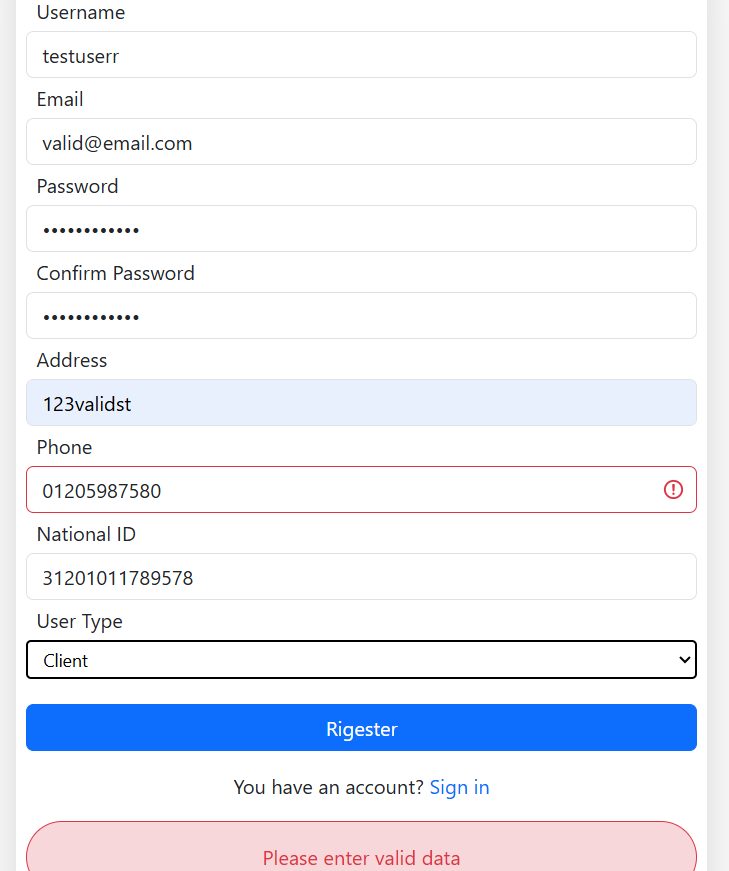 Username
testuserr
Email
valid@email.com
Password
••••••••••••
Confirm Password
••••••••••••
Address
123validst
Phone
01205987580
National ID
31201011789578
User Type
Client
Rigester
You have an account? Sign in
Please enter valid data